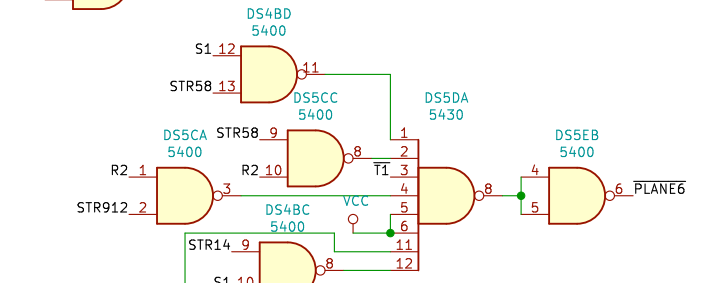 DS4BD
5400
S1 12
11
STR58 13
DS5CC
5400
DS5DA
5430
STR58 9
8
R2 10
DS5CA
5400
DS5EB
5400
1
2
T1 3
4
5
6
11
12
8
R2 1
3
STR912 2
4
5
6 PLANE6
VCC
DS4BC
5400
STR14 9
8
S1 10